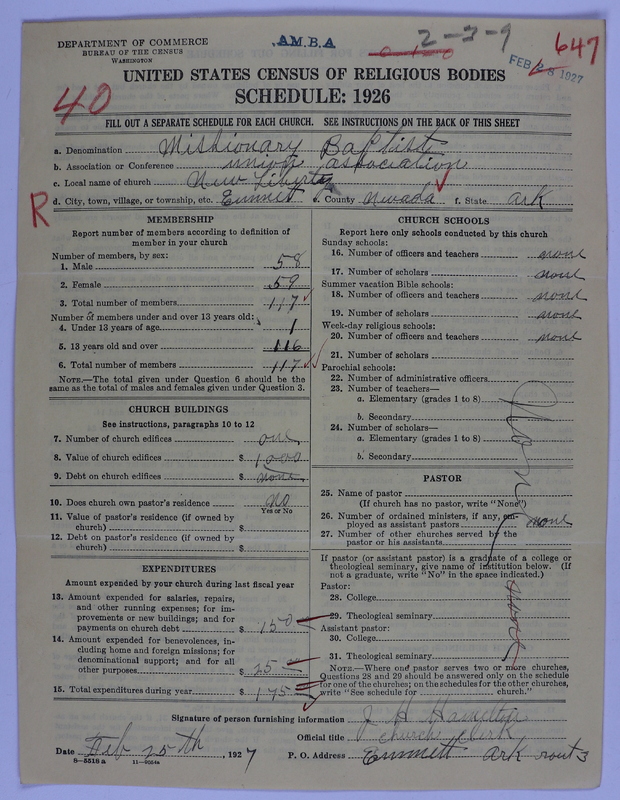 DEPARTMENT OF COMMERCE
BUREAU OF THE CENSUS
WASHINGTON
A.M.B.A
2-3-9
647
FEB 28 1927
UNITED STATES CENSUS OF RELIGIOUS BODIES
SCHEDULE: 1926
40
FILL OUT A SEPARATE SCHEDULE FOR EACH CHURCH. SEE INSTRUCTIONS ON THE BACK OF THIS SHEET
a. Denomination Missionary Baptist
b. Association or Conference union association
c. Local name of church New Liberty
d. City, town, village, or township, etc. Emmet e. County Nevada f. State Ark
R
MEMBERSHIP
Report number of members according to definition of member in your church
Number of members, by sex:
1. Male 58
2. Female 59
3. Total number of members 117
Number of members under and over 13 years old:
4. Under 13 years of age 1
5. 13 years old and over 116
6. Total number of members 117
NOTE.—The total given under Question 6 should be the same as the total of males and females given under Question 3.
CHURCH BUILDINGS
See instructions, paragraphs 10 to 12
7. Number of church edifices one
8. Value of church edifices $ 1000
9. Debt on church edifices $ none
10. Does church own pastor's residence no
Yes or No
11. Value of pastor's residence (if owned by church) $
12. Debt on pastor's residence (if owned by church) $
EXPENDITURES
Amount expended by your church during last fiscal year
13. Amount expended for salaries, repairs, and other running expenses; for improvements or new buildings; and for payments on church debt $ 150
14. Amount expended for benevolences, including home and foreign missions; for denominational support; and for all other purposes $ 25
15. Total expenditures during year $ 175
CHURCH SCHOOLS
Report here only schools conducted by this church
Sunday schools:
16. Number of officers and teachers none
17. Number of scholars none
Summer vacation Bible schools:
18. Number of officers and teachers none
19. Number of scholars none
Week-day religious schools:
20. Number of officers and teachers none
21. Number of scholars
Parochial schools:
22. Number of administrative officers
23. Number of teachers—
a. Elementary (grades 1 to 8)
b. Secondary
24. Number of scholars—
a. Elementary (grades 1 to 8)
b. Secondary
None
PASTOR
25. Name of pastor
(If church has no pastor, write "None")
26. Number of ordained ministers, if any, employed as assistant pastors none
27. Number of other churches served by the pastor or his assistants
If pastor (or assistant pastor) is a graduate of a college or theological seminary, give name of institution below. (If not a graduate, write "No" in the space indicated.)
Pastor:
28. College
29. Theological seminary
Assistant pastor:
30. College
31. Theological seminary
none
NOTE.—Where one pastor serves two or more churches, Questions 28 and 29 should be answered only on the schedule for one of the churches; on the schedules for the other churches, write "See schedule for church."
Signature of person furnishing information J H Hamilton
Official title church Clerk
Date Feb 25th, 1927
P. O. Address Emmett Ark rout 3
8—5518 a 11—9084a